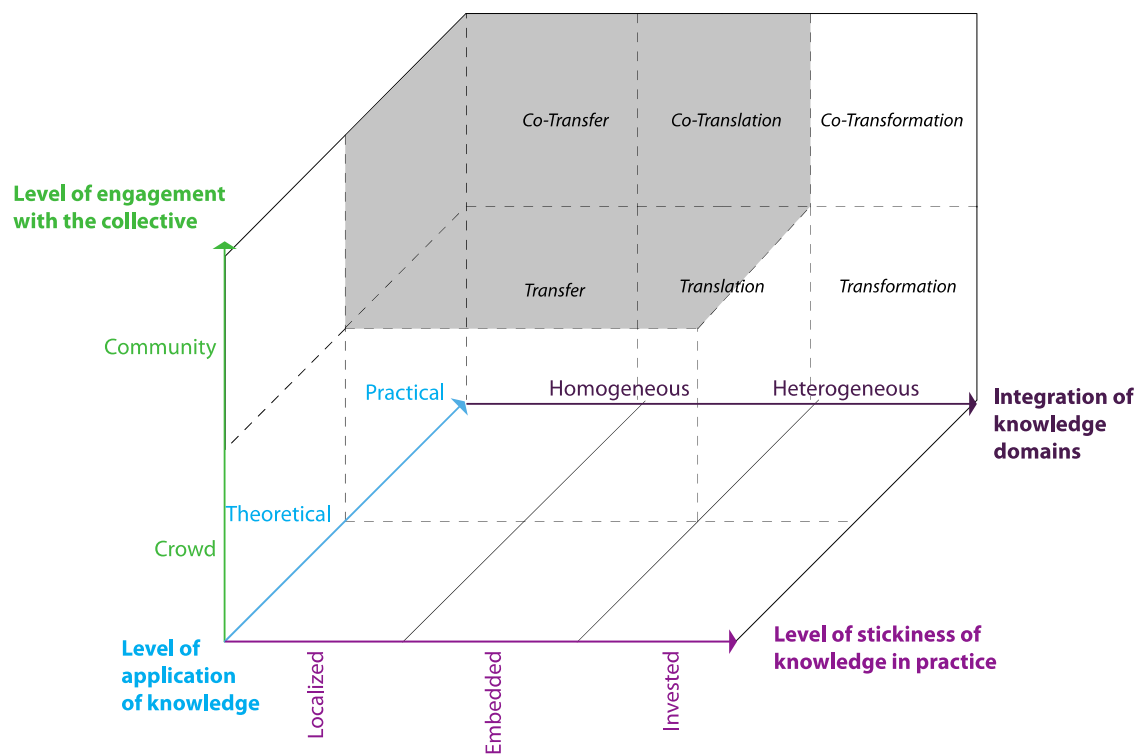 Co-Transfer
Co-Translation
Co-Transformation
Level of engagement
with the collective
Transfer
Translation
Transformation
Community
Practical
Homogeneous
Heterogeneous
Integration of
knowledge
domains
Theoretical
Crowd
Level of
application
of knowledge
Localized
Embedded
Invested
Level of stickiness of
knowledge in practice